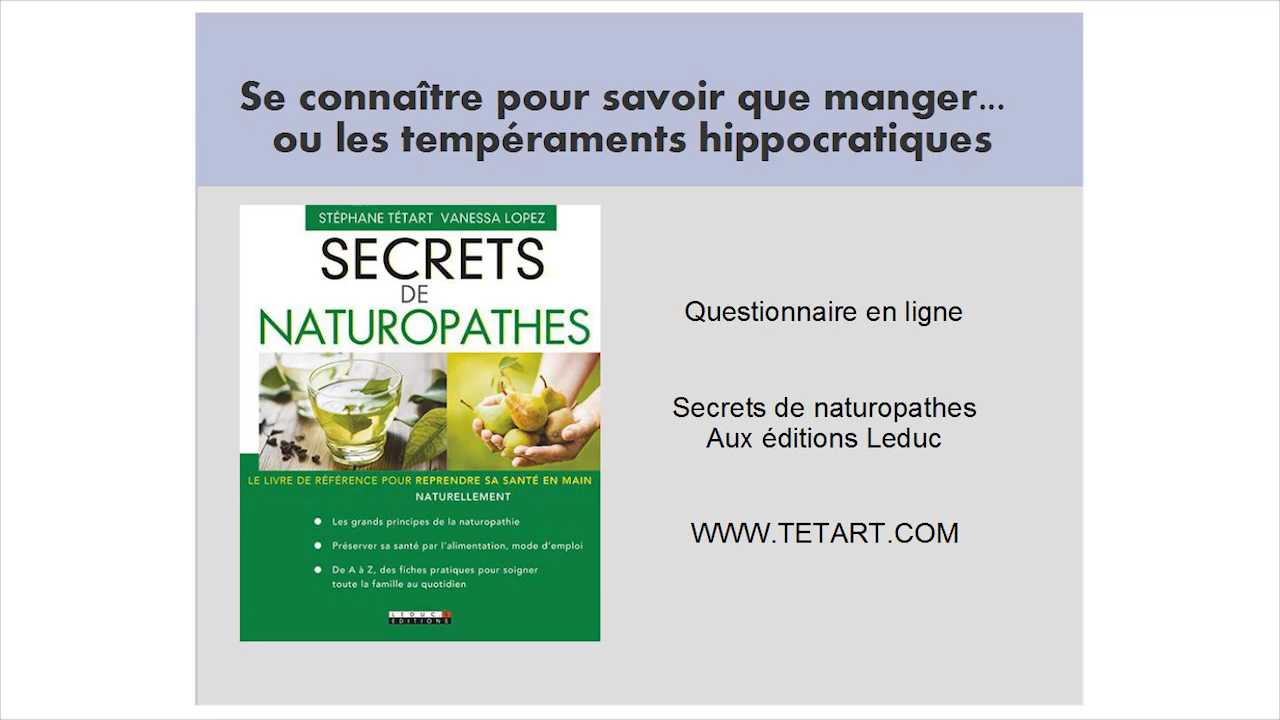 Se connaître pour savoir que manger...
ou les tempéraments hippocratiques
STÉPHANE TÉTART VANESSA LOPEZ
SECRETS
DE
NATUROPATHES
LE LIVRE DE RÉFÉRENCE POUR REPRENDRE SA SANTÉ EN MAIN
NATURELLEMENT
Les grands principes de la naturopathie
Préserver sa santé par l'alimentation, mode d'emploi
De A à Z, des fiches pratiques pour soigner
toute la famille au quotidien
LEDUC.S
EDITIONS
Questionnaire en ligne
Secrets de naturopathes
Aux éditions Leduc
WWW.TETART.COM